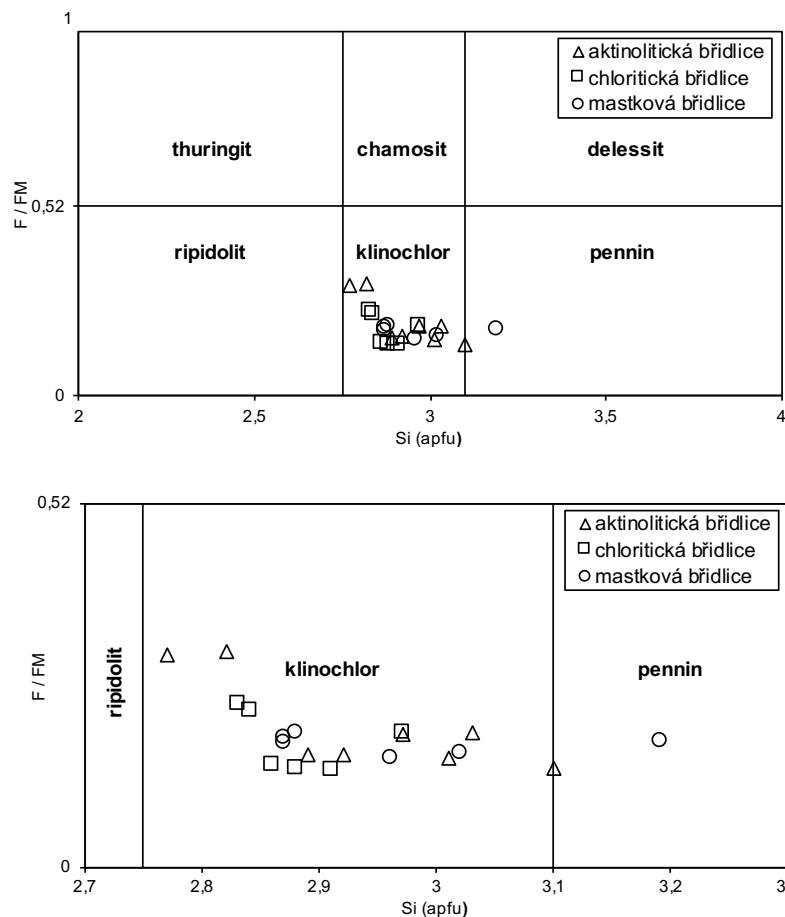 1
aktinolitická břidlice
chloritická břidlice
mastková břidlice
thuringit chamosit delessit
F / FM
0,52
ripidolit klinochlor pennin
0
2 2,5 3 3,5 4
Si (apfu)
0,52
aktinolitická břidlice
chloritická břidlice
mastková břidlice
F / FM
ripidolit
klinochlor pennin
0
2,7 2,8 2,9 3 3,1 3,2 3
Si (apfu)